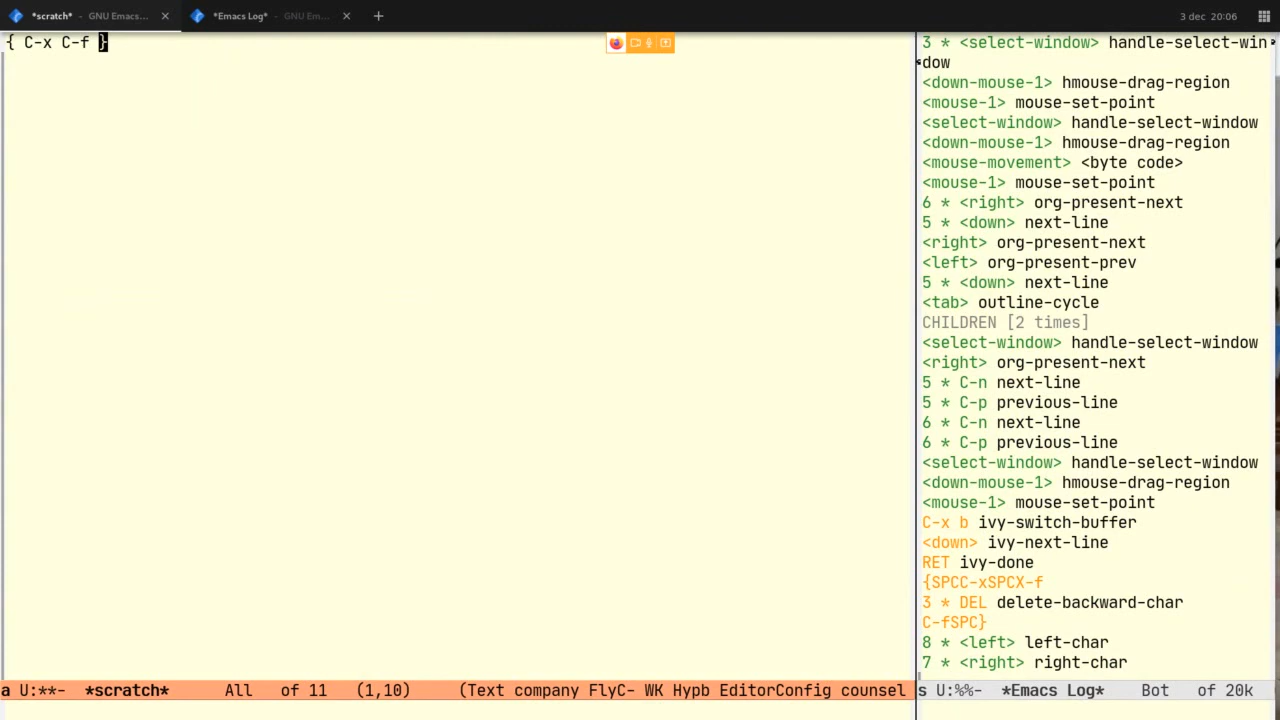 *scratch* - GNU Emacs...
*Emacs Log* - GNU Em...
3 dec 20:06
{ C-x C-f }
3 * <select-window> handle-select-win
dow
<down-mouse-1> hmouse-drag-region
<mouse-1> mouse-set-point
<select-window> handle-select-window
<down-mouse-1> hmouse-drag-region
<mouse-movement> <byte code>
<mouse-1> mouse-set-point
6 * <right> org-present-next
5 * <down> next-line
<right> org-present-next
<left> org-present-prev
5 * <down> next-line
<tab> outline-cycle
CHILDREN [2 times]
<select-window> handle-select-window
<right> org-present-next
5 * C-n next-line
5 * C-p previous-line
6 * C-n next-line
6 * C-p previous-line
<select-window> handle-select-window
<down-mouse-1> hmouse-drag-region
<mouse-1> mouse-set-point
C-x b ivy-switch-buffer
<down> ivy-next-line
RET ivy-done
{SPCC-xSPCX-f
3 * DEL delete-backward-char
C-fSPC}
8 * <left> left-char
7 * <right> right-char
a U:**- *scratch* All of 11 (1,10) (Text company FlyC- WK Hypb EditorConfig counsel
s U:%%- *Emacs Log* Bot of 20k